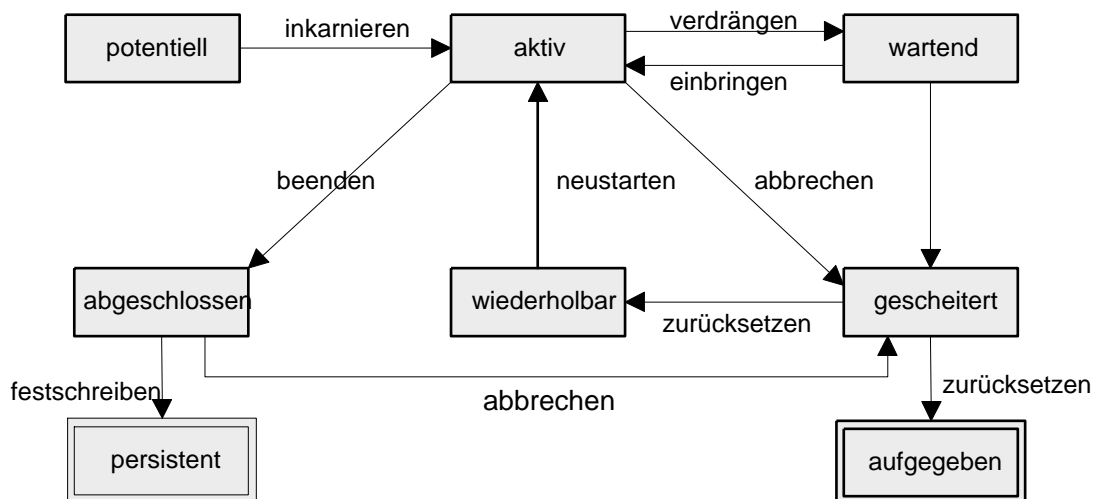 potentiell
inkarnieren
aktiv
verdrängen
wartend
einbringen
beenden
neustarten
abbrechen
abgeschlossen
wiederholbar
gescheitert
zurücksetzen
festschreiben
abbrechen
zurücksetzen
persistent
aufgegeben